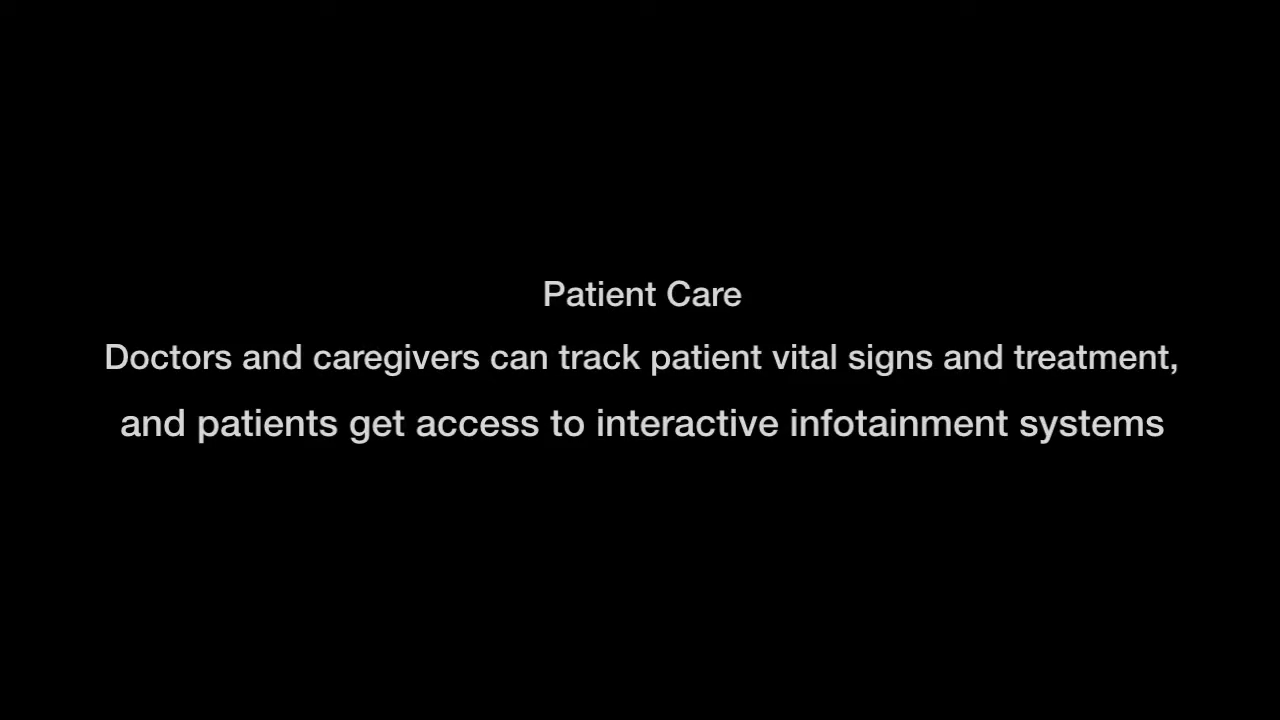 Patient Care
Doctors and caregivers can track patient vital signs and treatment,
and patients get access to interactive infotainment systems